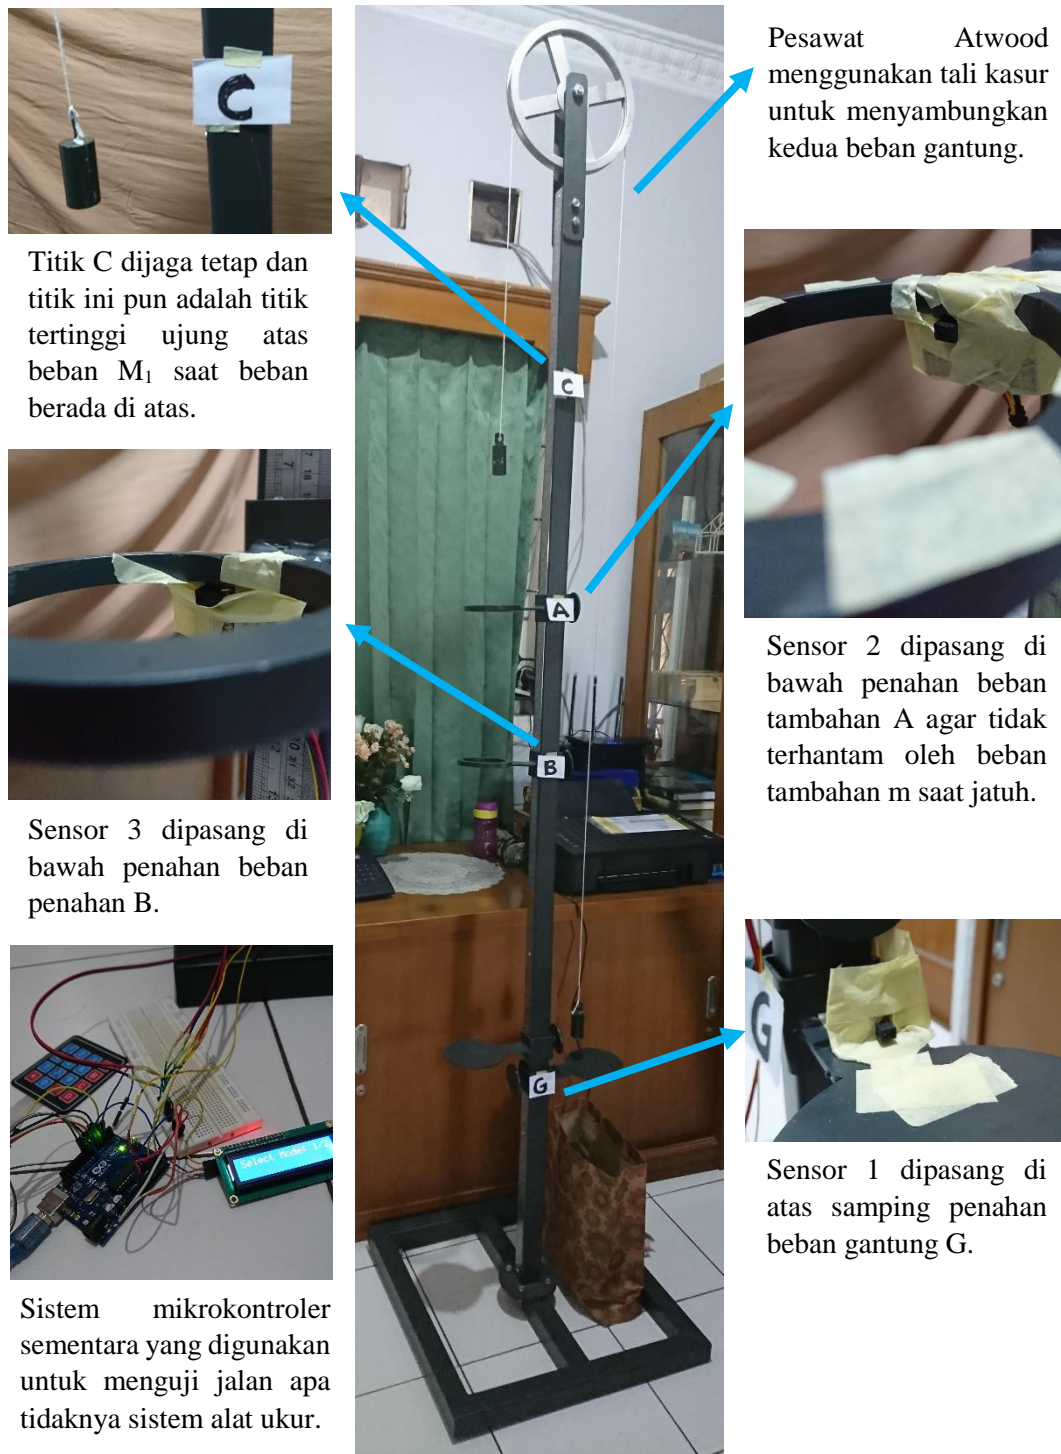 C
Titik C dijaga tetap dan
titik ini pun adalah titik
tertinggi ujung atas
beban M₁ saat beban
berada di atas.
Sensor 3 dipasang di
bawah penahan beban
penahan B.
Select Mode: 1/2
Sistem mikrokontroler
sementara yang digunakan
untuk menguji jalan apa
tidaknya sistem alat ukur.
C
A
B
G
Pesawat Atwood
menggunakan tali kasur
untuk menyambungkan
kedua beban gantung.
Sensor 2 dipasang di
bawah penahan beban
tambahan A agar tidak
terhantam oleh beban
tambahan m saat jatuh.
G
Sensor 1 dipasang di
atas samping penahan
beban gantung G.